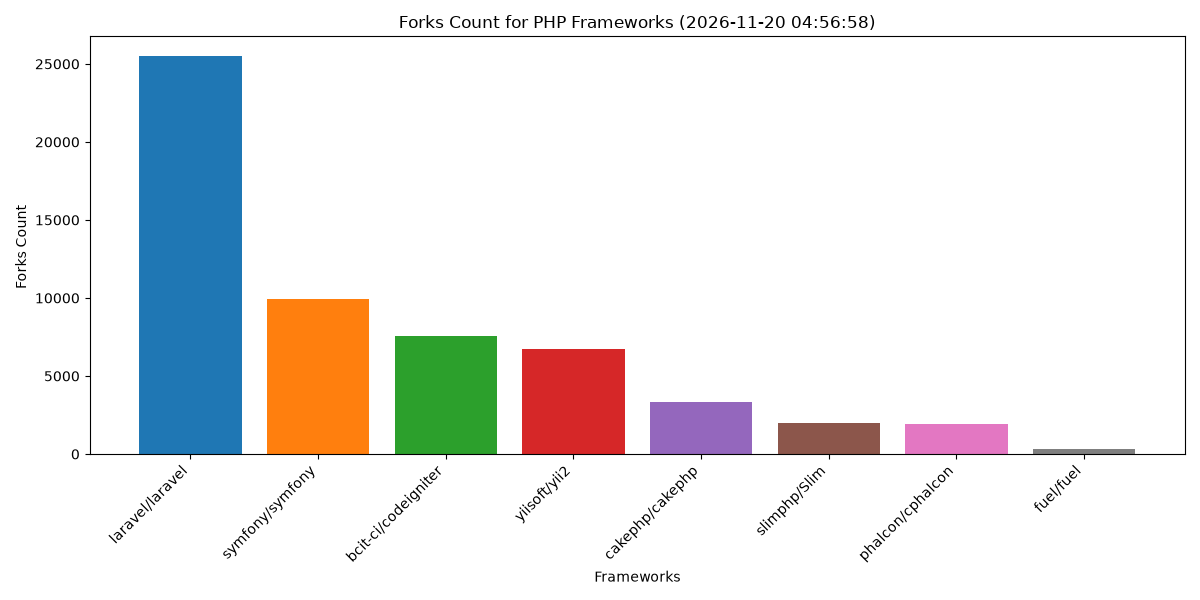 Forks Count for PHP Frameworks (2026-11-20 04:56:58)
Forks Count
25000
20000
15000
10000
5000
0
laravel/laravel
symfony/symfony
bcit-ci/codeigniter
yiisoft/yii2
cakephp/cakephp
slimphp/Slim
phalcon/cphalcon
fuel/fuel
Frameworks